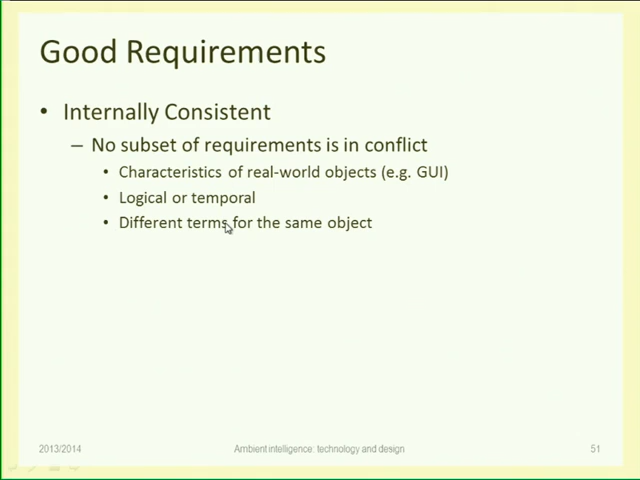 Good Requirements
• Internally Consistent
– No subset of requirements is in conflict
• Characteristics of real-world objects (e.g. GUI)
• Logical or temporal
• Different terms for the same object
2013/2014
Ambient intelligence: technology and design
51